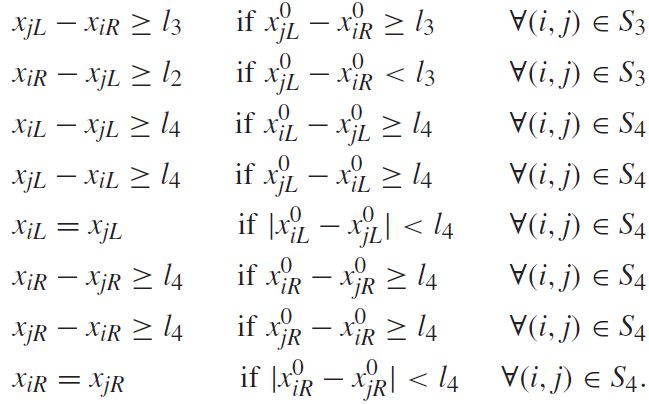 x_{jL} − x_{iR} ≥ l_3 if x^0_{jL} − x^0_{iR} ≥ l_3 ∀(i, j) ∈ S_3
x_{iR} − x_{jL} ≥ l_2 if x^0_{jL} − x^0_{iR} < l_3 ∀(i, j) ∈ S_3
x_{iL} − x_{jL} ≥ l_4 if x^0_{iL} − x^0_{jL} ≥ l_4 ∀(i, j) ∈ S_4
x_{jL} − x_{iL} ≥ l_4 if x^0_{jL} − x^0_{iL} ≥ l_4 ∀(i, j) ∈ S_4
x_{iL} = x_{jL} if |x^0_{iL} − x^0_{jL}| < l_4 ∀(i, j) ∈ S_4
x_{iR} − x_{jR} ≥ l_4 if x^0_{iR} − x^0_{jR} ≥ l_4 ∀(i, j) ∈ S_4
x_{jR} − x_{iR} ≥ l_4 if x^0_{jR} − x^0_{iR} ≥ l_4 ∀(i, j) ∈ S_4
x_{iR} = x_{jR} if |x^0_{iR} − x^0_{jR}| < l_4 ∀(i, j) ∈ S_4.